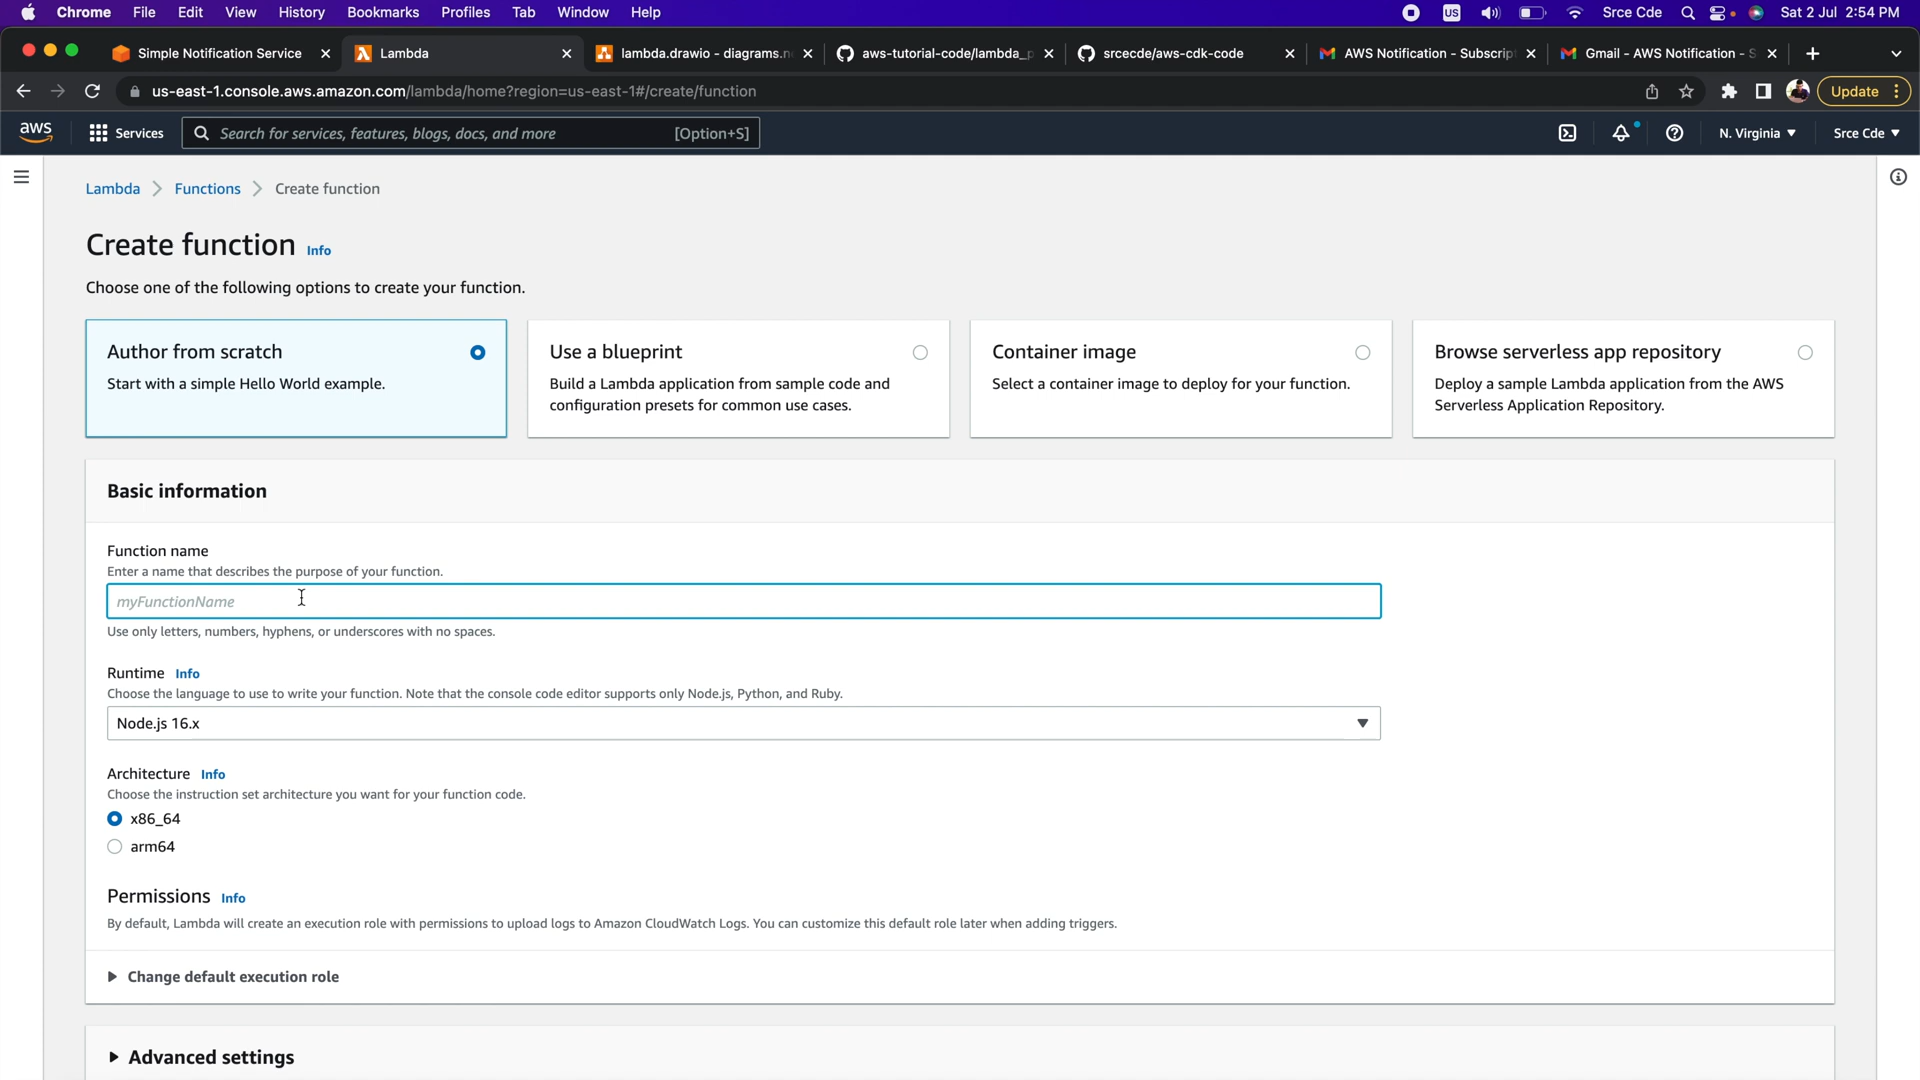 Chrome File Edit View History Bookmarks Profiles Tab Window Help US Srce Cde Sat 2 Jul 2:54 PM
Simple Notification Service Lambda lambda.drawio - diagrams.n aws-tutorial-code/lambda_p srcecde/aws-cdk-code AWS Notification - Subscrip Gmail - AWS Notification - S
us-east-1.console.aws.amazon.com/lambda/home?region=us-east-1#/create/function Update
aws Services Search for services, features, blogs, docs, and more [Option+S] N. Virginia Srce Cde
Lambda Functions Create function
Create function Info
Choose one of the following options to create your function.
Author from scratch
Start with a simple Hello World example.
Use a blueprint
Build a Lambda application from sample code and
configuration presets for common use cases.
Container image
Select a container image to deploy for your function.
Browse serverless app repository
Deploy a sample Lambda application from the AWS
Serverless Application Repository.
Basic information
Function name
Enter a name that describes the purpose of your function.
myFunctionName
Use only letters, numbers, hyphens, or underscores with no spaces.
Runtime Info
Choose the language to use to write your function. Note that the console code editor supports only Node.js, Python, and Ruby.
Node.js 16.x
Architecture Info
Choose the instruction set architecture you want for your function code.
x86_64
arm64
Permissions Info
By default, Lambda will create an execution role with permissions to upload logs to Amazon CloudWatch Logs. You can customize this default role later when adding triggers.
Change default execution role
Advanced settings